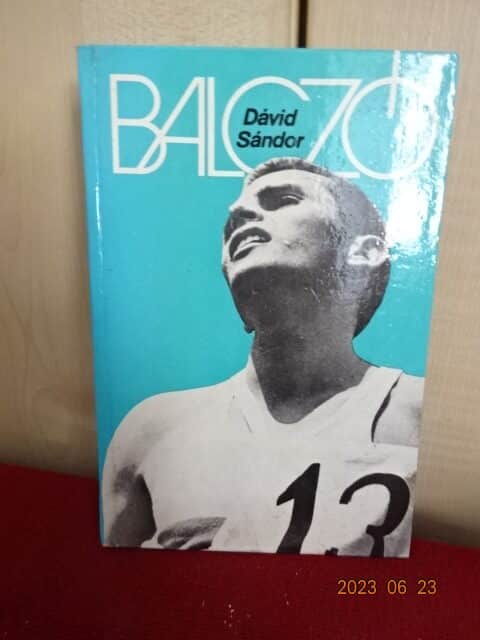 BALCZÓ
Dávid
Sándor
13
2023 06 23